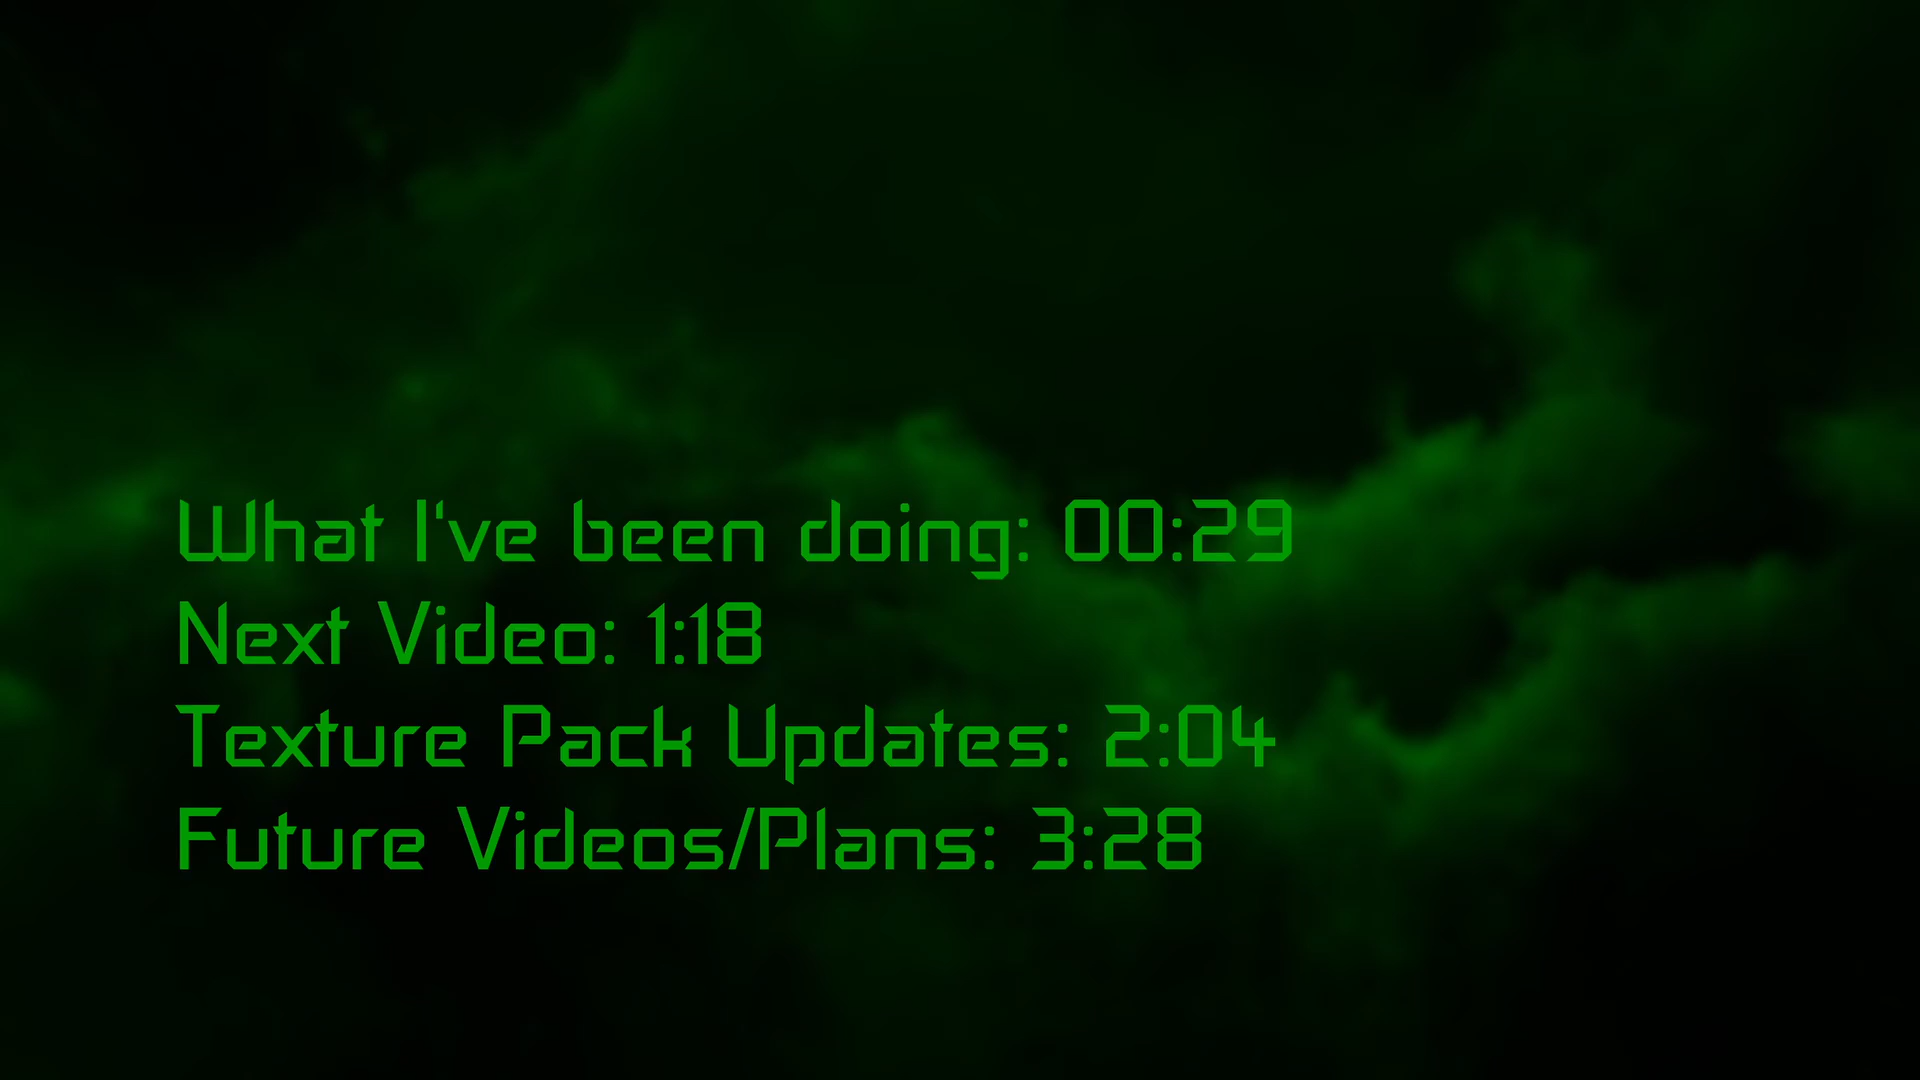 What I've been doing: 00:29
Next Video: 1:18
Texture Pack Updates: 2:04
Future Videos/Plans: 3:28